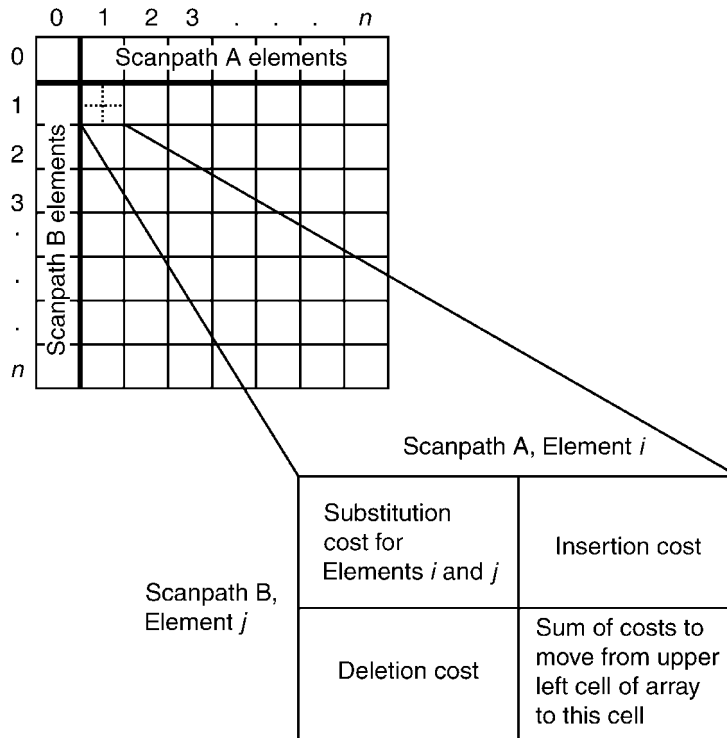 0 1 2 3 . . . n
0 Scanpath A elements
1
2
3
.
.
.
n
Scanpath B elements
Scanpath A, Element i
Substitution
cost for
Elements i and j
Insertion cost
Scanpath B,
Element j
Deletion cost
Sum of costs to
move from upper
left cell of array
to this cell